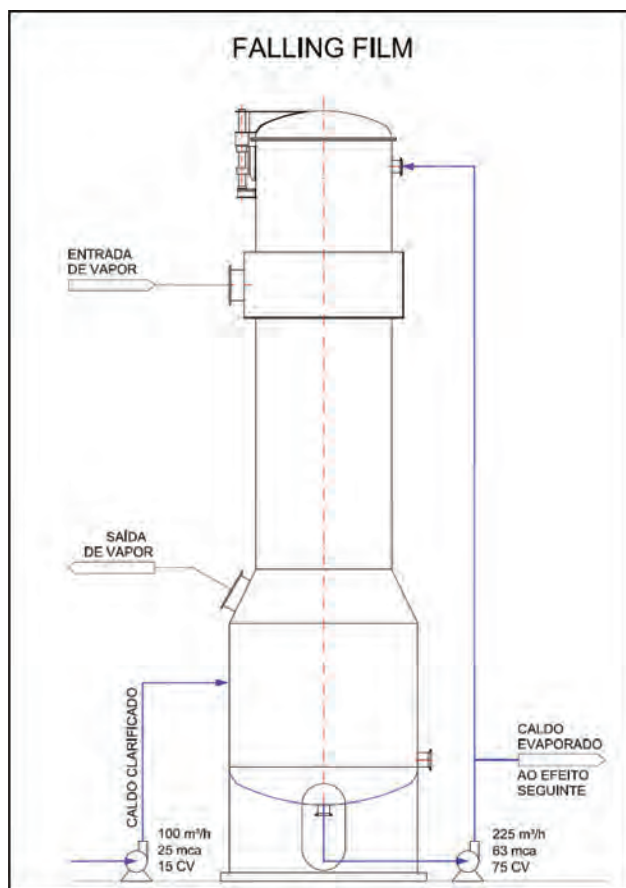 FALLING FILM
ENTRADA
DE VAPOR
SAÍDA
DE VAPOR
CALDO CLARIFICADO
CALDO
EVAPORADO
AO EFEITO
SEGUINTE
100 m³/h
25 mca
15 CV
225 m³/h
63 mca
75 CV